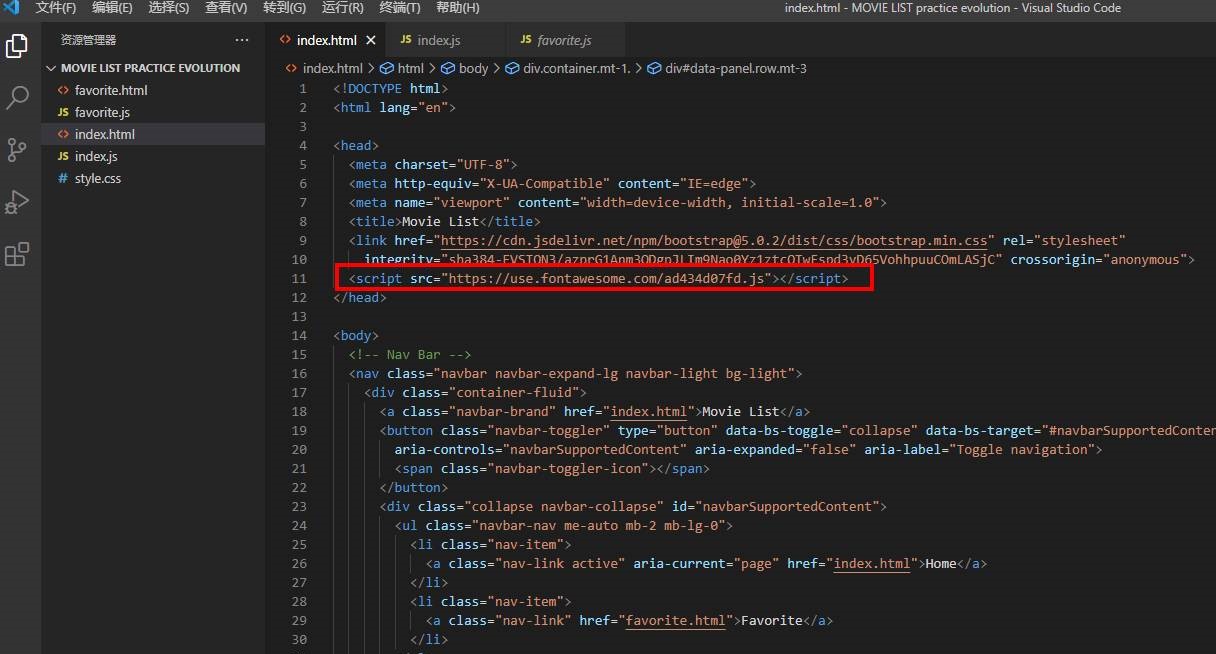 文件(F) 编辑(E) 选择(S) 查看(V) 转到(G) 运行(R) 终端(T) 帮助(H) index.html - MOVIE LIST practice evolution - Visual Studio Code
资源管理器 ···
MOVIE LIST PRACTICE EVOLUTION
<> favorite.html
JS favorite.js
<> index.html
JS index.js
# style.css
<> index.html × JS index.js JS favorite.js
<> index.html > html > body > div.container.mt-1. > div#data-panel.row.mt-3
1 <!DOCTYPE html>
2 <html lang="en">
3
4 <head>
5 <meta charset="UTF-8">
6 <meta http-equiv="X-UA-Compatible" content="IE=edge">
7 <meta name="viewport" content="width=device-width, initial-scale=1.0">
8 <title>Movie List</title>
9 <link href="https://cdn.jsdelivr.net/npm/bootstrap@5.0.2/dist/css/bootstrap.min.css" rel="stylesheet"
10 crossorigin="anonymous">
11 <script src="https://use.fontawesome.com/ad434d07fd.js"></script>
12 </head>
13
14 <body>
15 <!-- Nav Bar -->
16 <nav class="navbar navbar-expand-lg navbar-light bg-light">
17 <div class="container-fluid">
18 <a class="navbar-brand" href="index.html">Movie List</a>
19 <button class="navbar-toggler" type="button" data-bs-toggle="collapse" data-bs-target="#navbarSupportedConten
20 aria-controls="navbarSupportedContent" aria-expanded="false" aria-label="Toggle navigation">
21 <span class="navbar-toggler-icon"></span>
22 </button>
23 <div class="collapse navbar-collapse" id="navbarSupportedContent">
24 <ul class="navbar-nav me-auto mb-2 mb-lg-0">
25 <li class="nav-item">
26 <a class="nav-link active" aria-current="page" href="index.html">Home</a>
27 </li>
28 <li class="nav-item">
29 <a class="nav-link" href="favorite.html">Favorite</a>
30 </li>